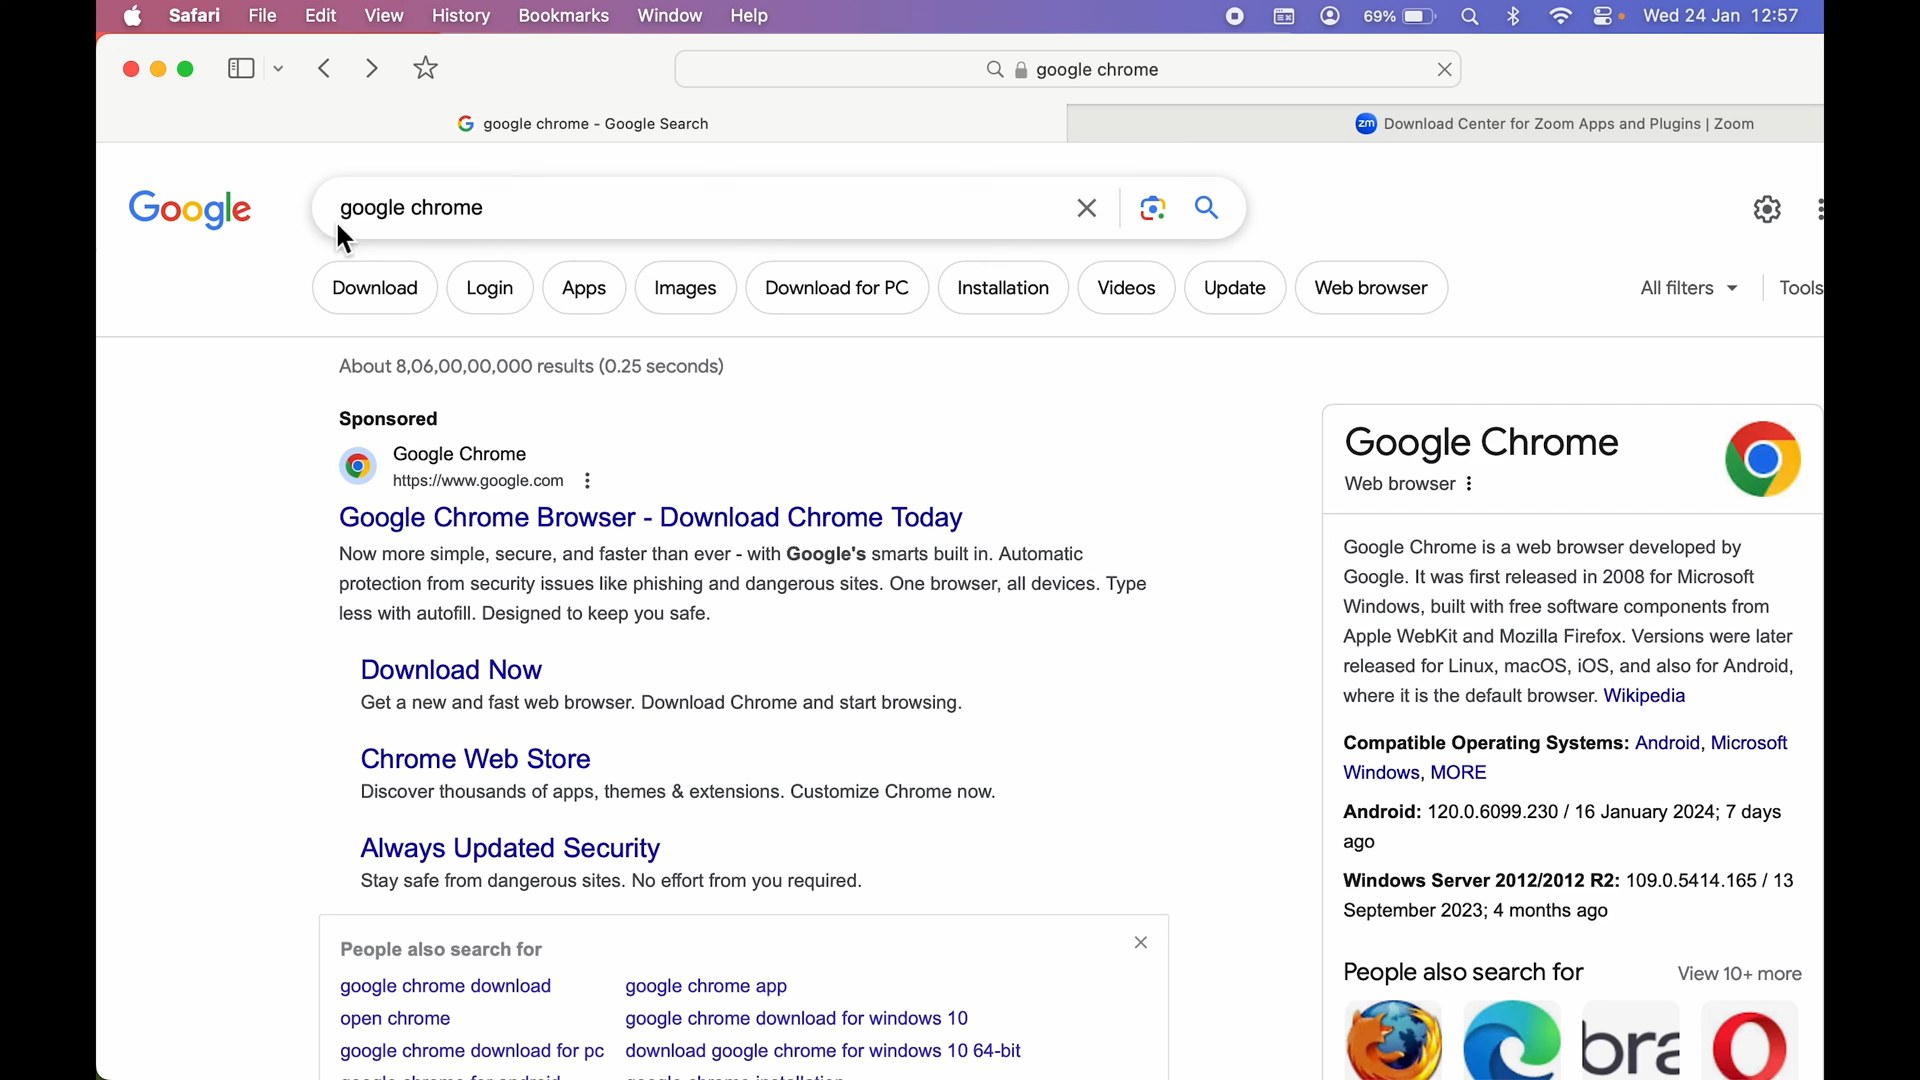 Safari File Edit View History Bookmarks Window Help 69% Wed 24 Jan 12:57
google chrome
google chrome - Google Search
zm Download Center for Zoom Apps and Plugins | Zoom
Google
google chrome
Download Login Apps Images Download for PC Installation Videos Update Web browser All filters Tools
About 8,06,00,00,000 results (0.25 seconds)
Sponsored
Google Chrome
https://www.google.com
Google Chrome Browser - Download Chrome Today
Now more simple, secure, and faster than ever - with Google's smarts built in. Automatic
protection from security issues like phishing and dangerous sites. One browser, all devices. Type
less with autofill. Designed to keep you safe.
Download Now
Get a new and fast web browser. Download Chrome and start browsing.
Chrome Web Store
Discover thousands of apps, themes & extensions. Customize Chrome now.
Always Updated Security
Stay safe from dangerous sites. No effort from you required.
People also search for
google chrome download google chrome app
open chrome google chrome download for windows 10
google chrome download for pc download google chrome for windows 10 64-bit
Google Chrome
Web browser
Google Chrome is a web browser developed by
Google. It was first released in 2008 for Microsoft
Windows, built with free software components from
Apple WebKit and Mozilla Firefox. Versions were later
released for Linux, macOS, iOS, and also for Android,
where it is the default browser. Wikipedia
Compatible Operating Systems: Android, Microsoft
Windows, MORE
Android: 120.0.6099.230 / 16 January 2024; 7 days
ago
Windows Server 2012/2012 R2: 109.0.5414.165 / 13
September 2023; 4 months ago
People also search for View 10+ more
bra